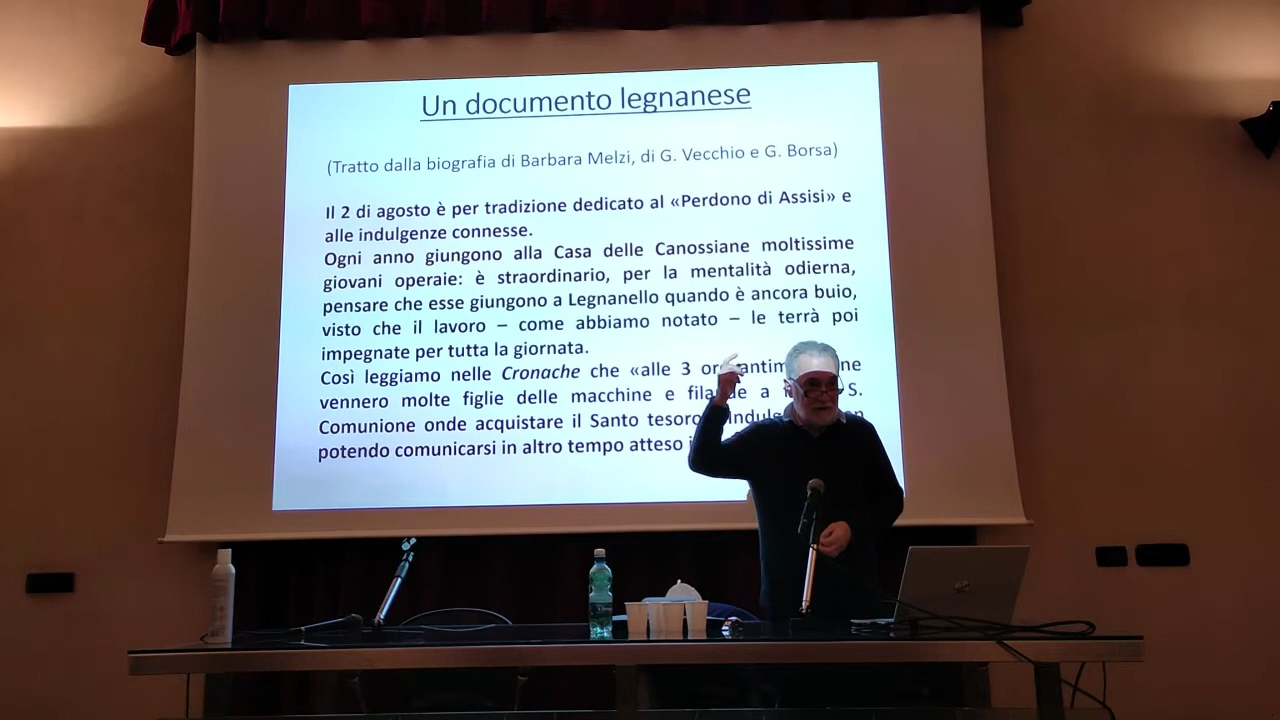 Un documento legnanese
(Tratto dalla biografia di Barbara Melzi, di G. Vecchio e G. Borsa)
Il 2 di agosto è per tradizione dedicato al «Perdono di Assisi» e
alle indulgenze connesse.
Ogni anno giungono alla Casa delle Canossiane moltissime
giovani operaie: è straordinario, per la mentalità odierna,
pensare che esse giungono a Legnanello quando è ancora buio,
visto che il lavoro – come abbiamo notato – le terrà poi
impegnate per tutta la giornata.
Così leggiamo nelle Cronache che «alle 3 ore
vennero molte figlie delle macchine e filande a S.
Comunione onde acquistare il Santo tesoro
potendo comunicarsi in altro tempo atteso